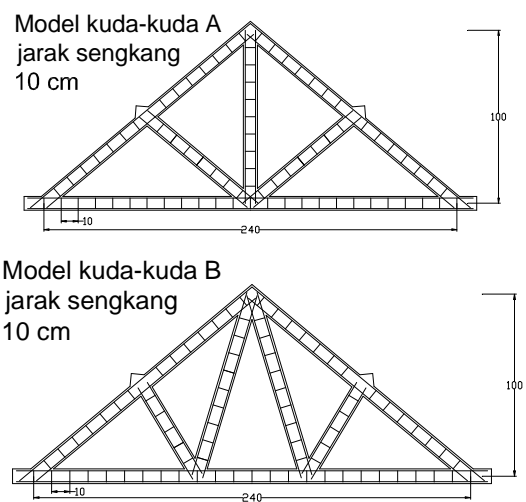 Model kuda-kuda A
jarak sengkang
10 cm
100
10
240
Model kuda-kuda B
jarak sengkang
10 cm
100
10
240